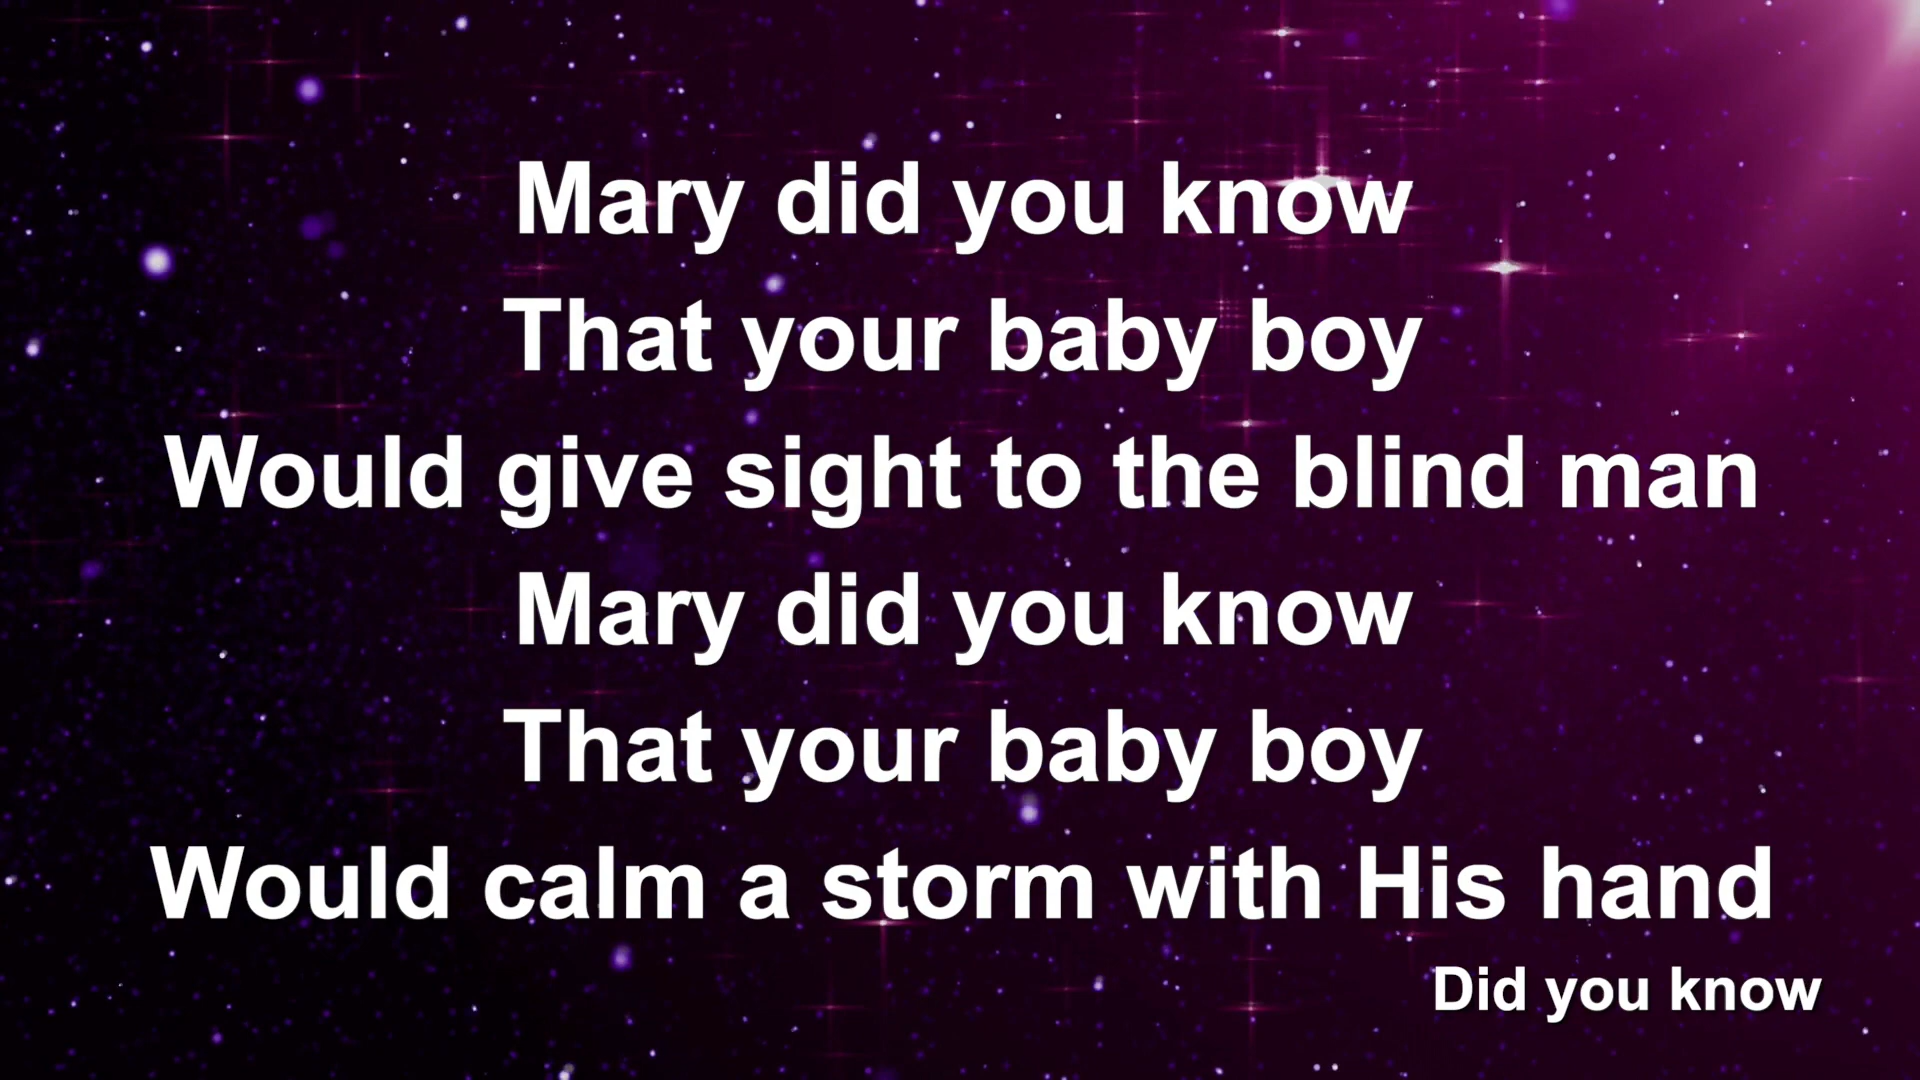 Mary did you know
That your baby boy
Would give sight to the blind man
Mary did you know
That your baby boy
Would calm a storm with His hand
Did you know